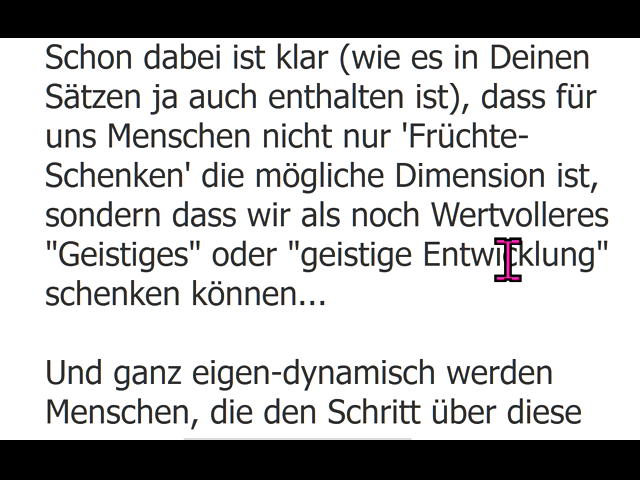 Schon dabei ist klar (wie es in Deinen
Sätzen ja auch enthalten ist), dass für
uns Menschen nicht nur 'Früchte-
Schenken' die mögliche Dimension ist,
sondern dass wir als noch Wertvolleres
"Geistiges" oder "geistige Entwicklung"
schenken können...
Und ganz eigen-dynamisch werden
Menschen, die den Schritt über diese